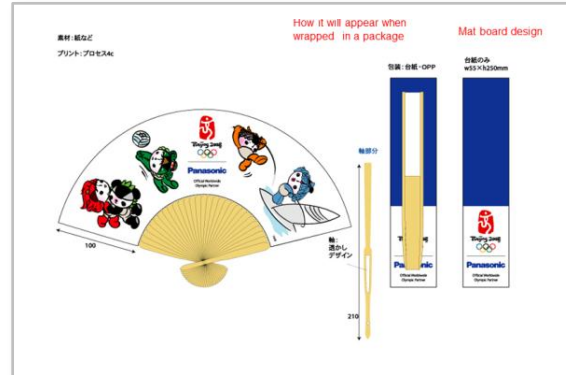 素材：紙など
プリント：プロセス4c
How it will appear when
wrapped in a package
Mat board design
包装：台紙・OPP
台紙のみ
w55×h250mm
Beijing 2008
Panasonic
Official Worldwide
Olympic Partner
100
軸部分
軸：
透かし
デザイン
210
Beijing 2008
Panasonic
Official Worldwide
Olympic Partner
Beijing 2008
Panasonic
Official Worldwide
Olympic Partner